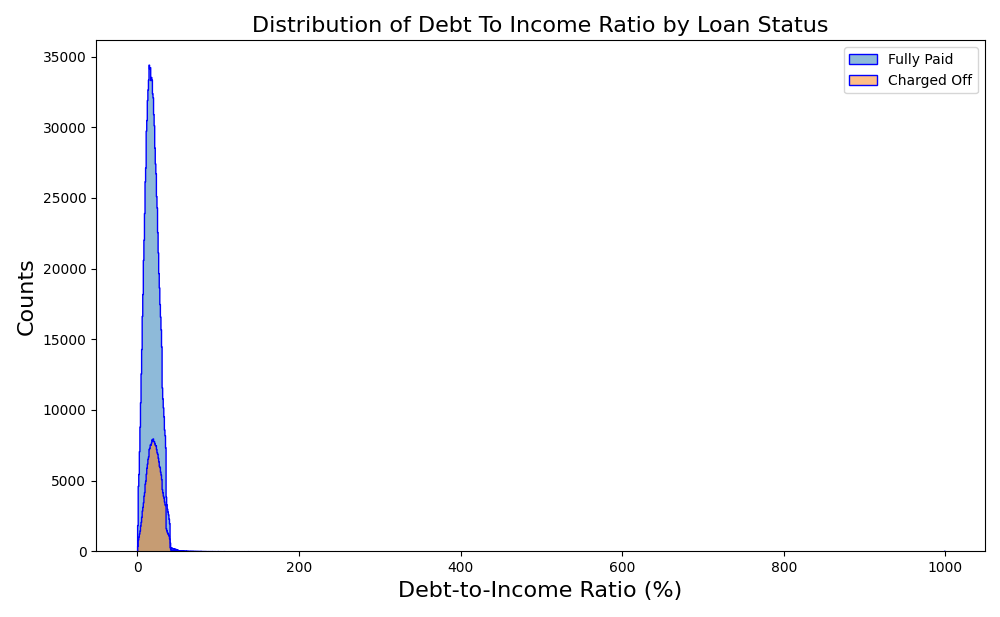 Distribution of Debt To Income Ratio by Loan Status
Fully Paid
Charged Off
35000
30000
25000
20000
15000
10000
5000
0
Counts
0 200 400 600 800 1000
Debt-to-Income Ratio (%)